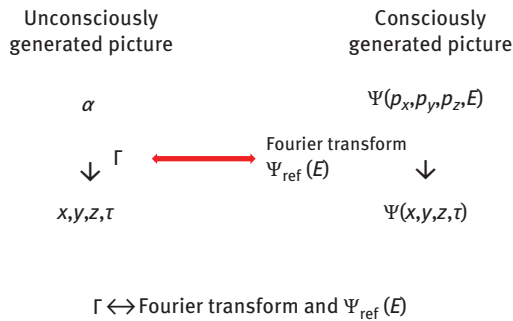 Unconsciously
generated picture
Consciously
generated picture
α
Ψ(px,py,pz,E)
Γ
Fourier transform
Ψref (E)
x,y,z,τ
Ψ(x,y,z,τ)
Γ ↔ Fourier transform and Ψref (E)